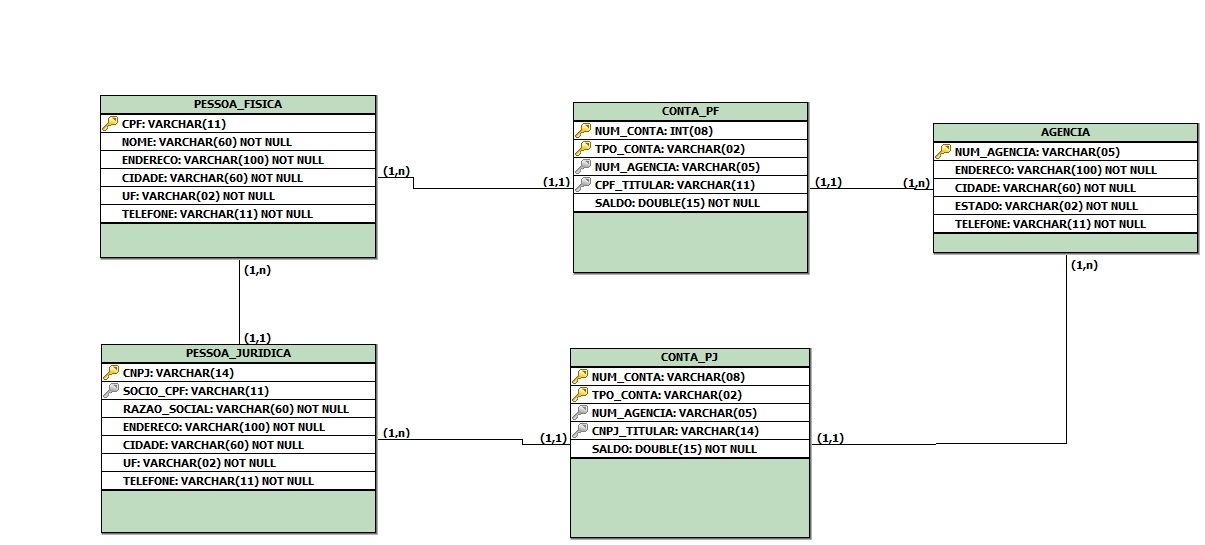 PESSOA_FISICA
CPF: VARCHAR(11)
NOME: VARCHAR(60) NOT NULL
ENDERECO: VARCHAR(100) NOT NULL
CIDADE: VARCHAR(60) NOT NULL
UF: VARCHAR(02) NOT NULL
TELEFONE: VARCHAR(11) NOT NULL
(1,n)
(1,1)
CONTA_PF
NUM_CONTA: INT(08)
TPO_CONTA: VARCHAR(02)
NUM_AGENCIA: VARCHAR(05)
CPF_TITULAR: VARCHAR(11)
SALDO: DOUBLE(15) NOT NULL
(1,1)
(1,n)
AGENCIA
NUM_AGENCIA: VARCHAR(05)
ENDERECO: VARCHAR(100) NOT NULL
CIDADE: VARCHAR(60) NOT NULL
ESTADO: VARCHAR(02) NOT NULL
TELEFONE: VARCHAR(11) NOT NULL
(1,n)
(1,n)
(1,1)
PESSOA_JURIDICA
CNPJ: VARCHAR(14)
SOCIO_CPF: VARCHAR(11)
RAZAO_SOCIAL: VARCHAR(60) NOT NULL
ENDERECO: VARCHAR(100) NOT NULL
CIDADE: VARCHAR(60) NOT NULL
UF: VARCHAR(02) NOT NULL
TELEFONE: VARCHAR(11) NOT NULL
(1,n)
(1,1)
CONTA_PJ
NUM_CONTA: VARCHAR(08)
TPO_CONTA: VARCHAR(02)
NUM_AGENCIA: VARCHAR(05)
CNPJ_TITULAR: VARCHAR(14)
SALDO: DOUBLE(15) NOT NULL
(1,1)